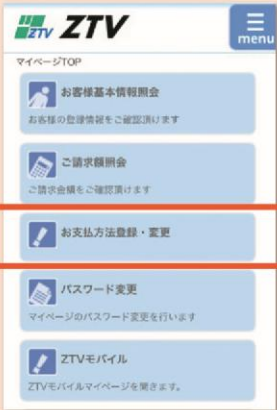 ZTV ZTV
menu
マイページTOP
お客様基本情報照会
お客様の登録情報をご確認頂けます
ご請求額照会
ご請求金額をご確認頂けます
お支払方法登録・変更
パスワード変更
マイページのパスワード変更を行います
ZTVモバイル
ZTVモバイルマイページを開きます。